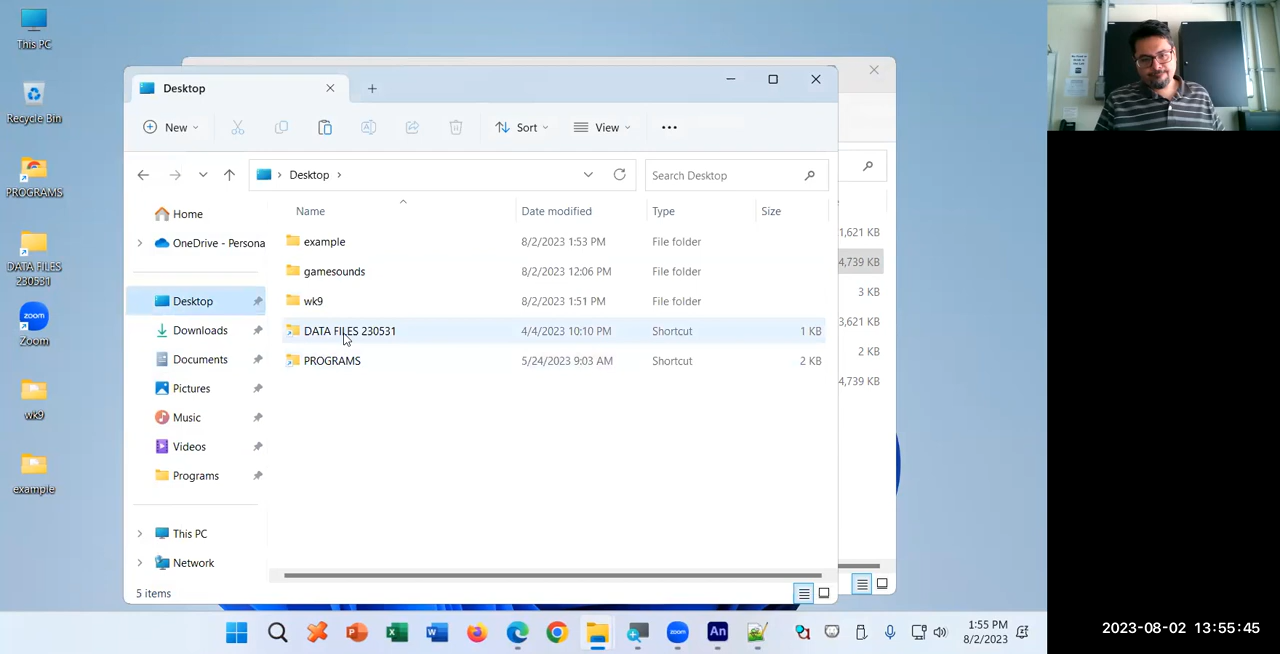 This PC
Recycle Bin
PROGRAMS
DATA FILES
230531
zoom
Zoom
wk9
example
Desktop
New
Sort
View
Desktop
Search Desktop
Name
Date modified
Type
Size
example 8/2/2023 1:53 PM File folder
gamesounds 8/2/2023 12:06 PM File folder
wk9 8/2/2023 1:51 PM File folder
DATA FILES 230531 4/4/2023 10:10 PM Shortcut 1 KB
PROGRAMS 5/24/2023 9:03 AM Shortcut 2 KB
Home
OneDrive - Persona
Desktop
Downloads
Documents
Pictures
Music
Videos
Programs
This PC
Network
5 items
1,621 KB
4,739 KB
3 KB
3,621 KB
2 KB
4,739 KB
zoom
An
1:55 PM
8/2/2023
2023-08-02 13:55:45